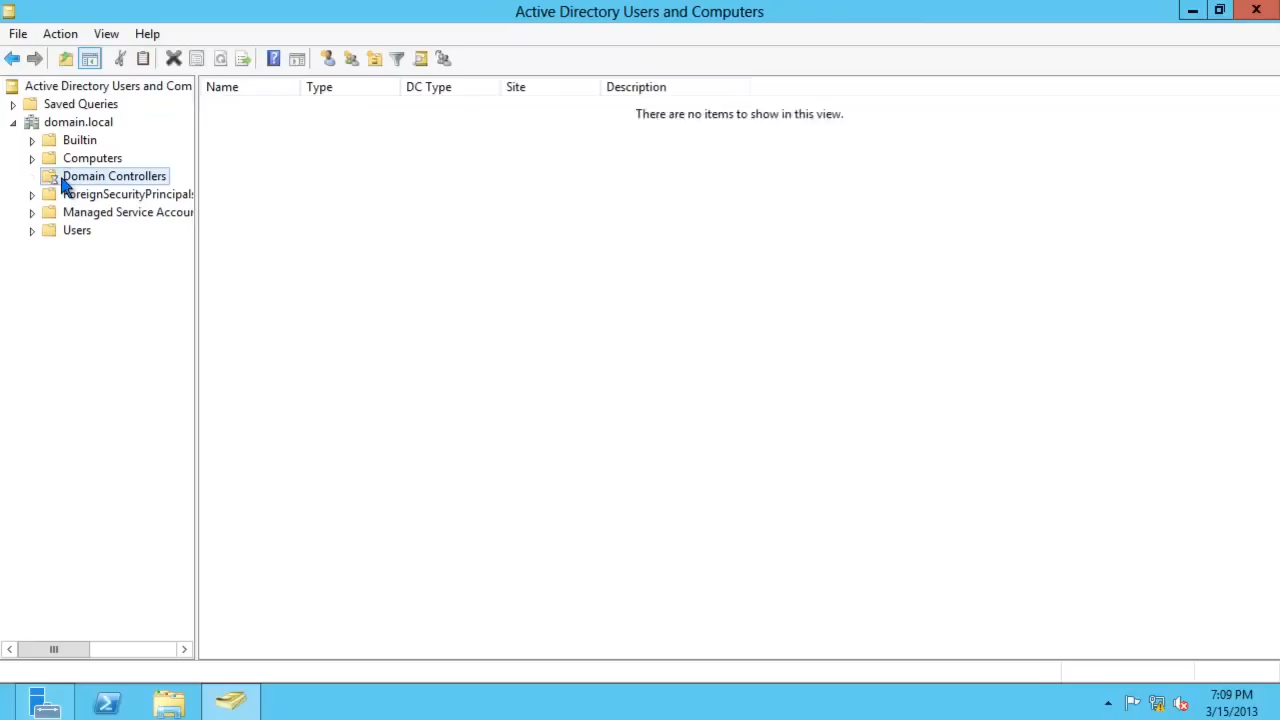 Active Directory Users and Computers
File Action View Help
Active Directory Users and Com
Saved Queries
domain.local
Builtin
Computers
Domain Controllers
ForeignSecurityPrincipals
Managed Service Accoun
Users
Name Type DC Type Site Description
There are no items to show in this view.
7:09 PM
3/15/2013